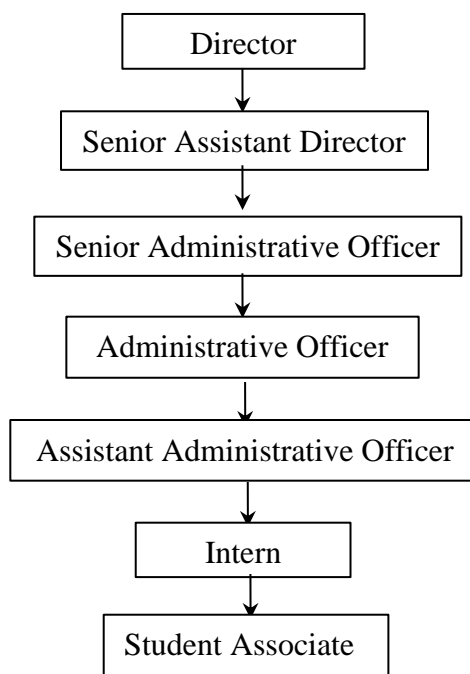 Director
Senior Assistant Director
Senior Administrative Officer
Administrative Officer
Assistant Administrative Officer
Intern
Student Associate